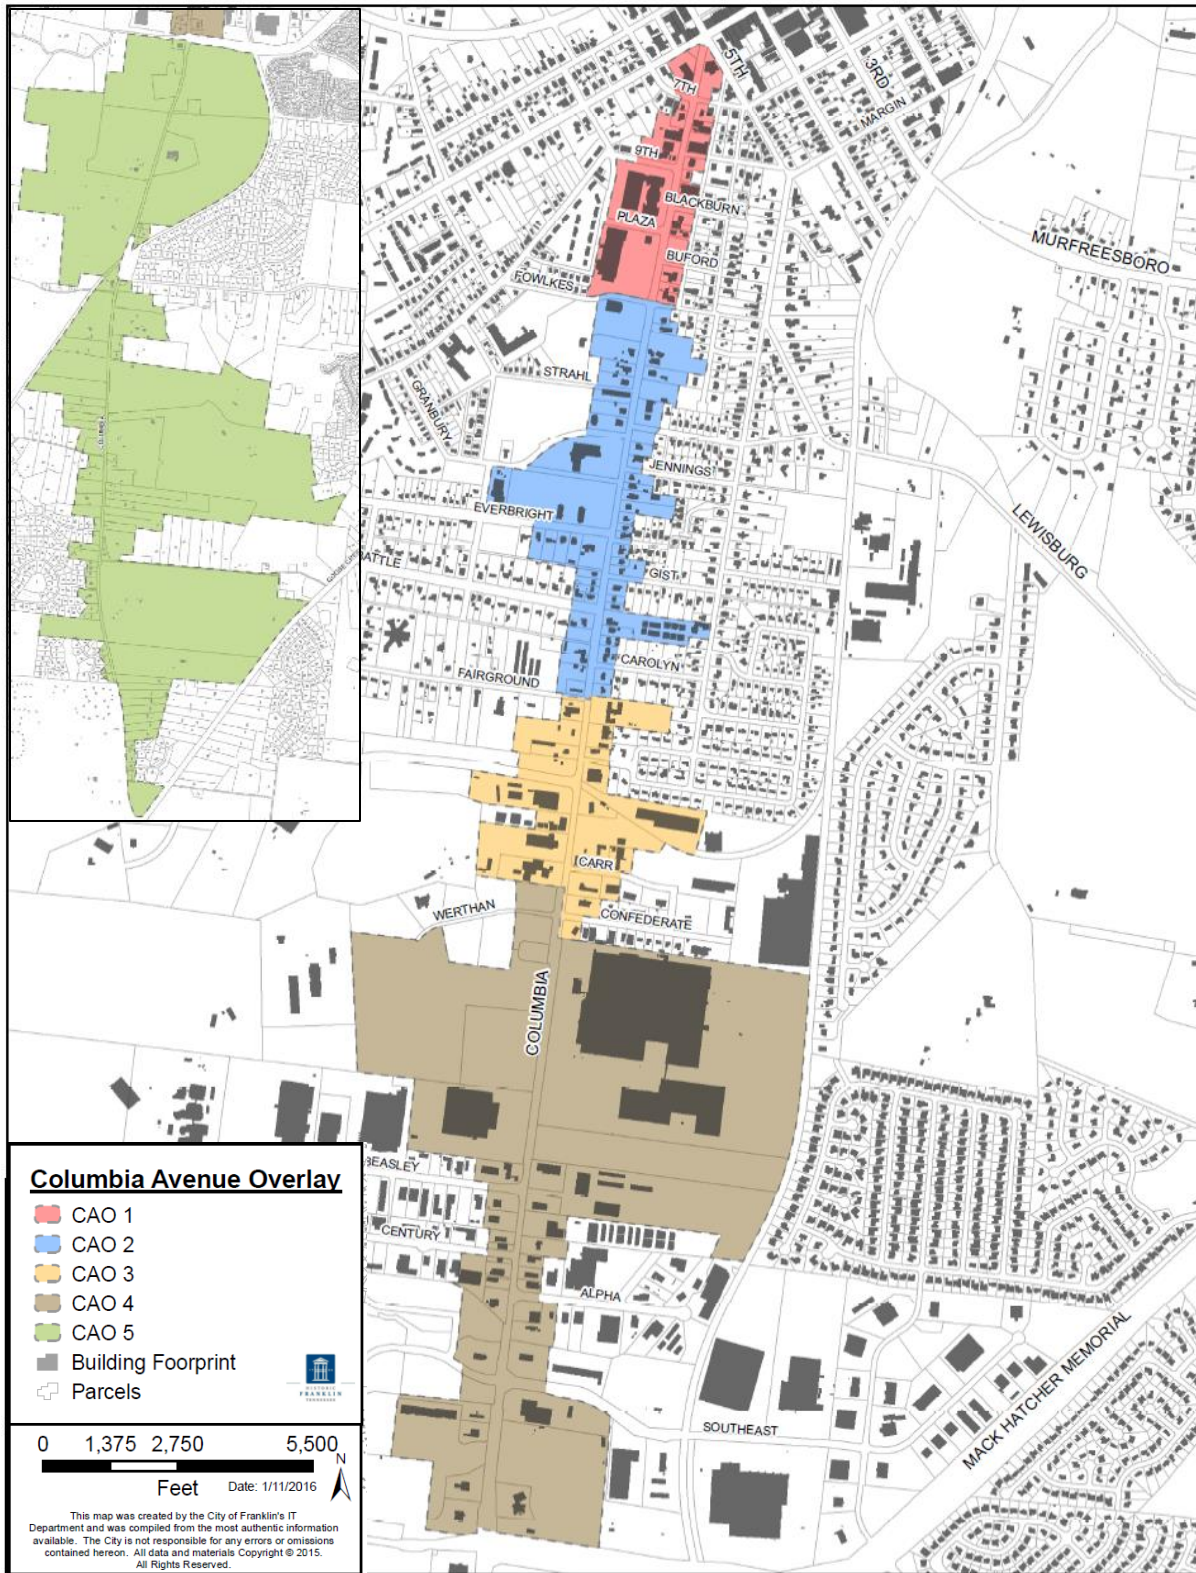 5TH
3RD
7TH
MARGIN
9TH
BLACKBURN
PLAZA
MURFREESBORO
BUFORD
FOWLKES
STRAHL
GRANBURY
JENNINGS
EVERBRIGHT
LEWISBURG
ATTLE
GIST
COLUMBIA
CAROLYN
FAIRGROUND
CARR
WERTHAN
CONFEDERATE
COLUMBIA
BEASLEY
CENTURY
ALPHA
MACK HATCHER MEMORIAL
SOUTHEAST
Columbia Avenue Overlay
CAO 1
CAO 2
CAO 3
CAO 4
CAO 5
Building Foorprint
Parcels
HISTORIC
FRANKLIN
TENNESSEE
0 1,375 2,750 5,500
N
Feet Date: 1/11/2016
This map was created by the City of Franklin's IT
Department and was compiled from the most authentic information
available. The City is not responsible for any errors or omissions
contained hereon. All data and materials Copyright © 2015.
All Rights Reserved.